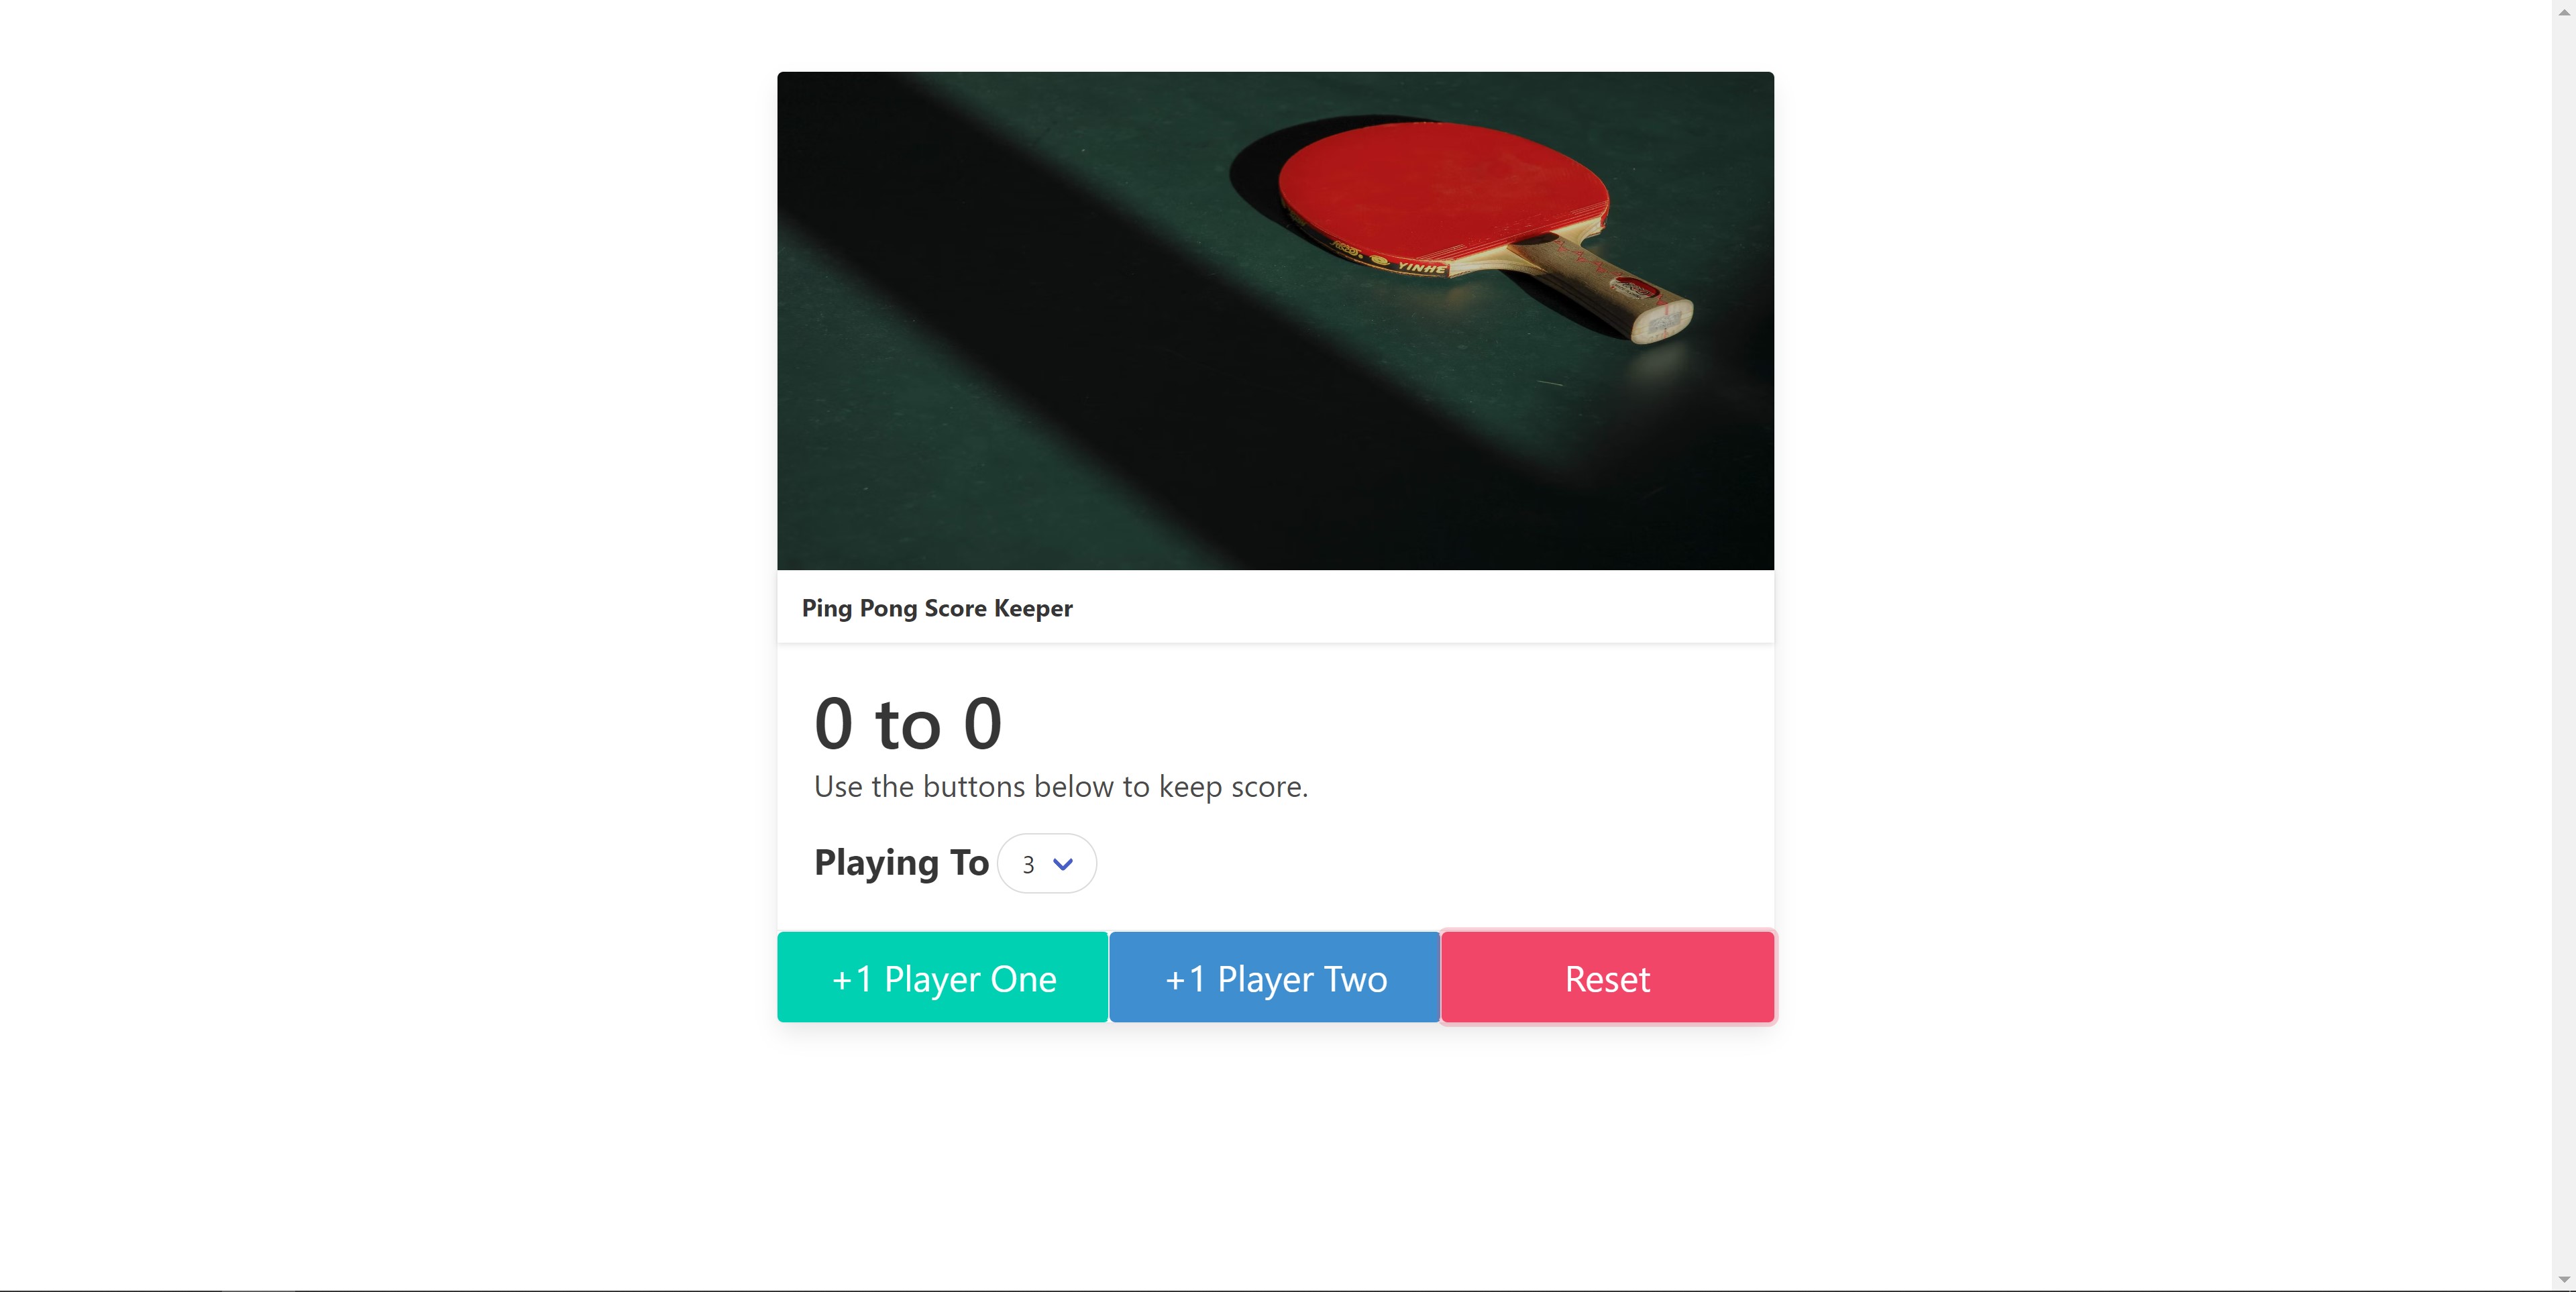 YINHE
Ping Pong Score Keeper
0 to 0
Use the buttons below to keep score.
Playing To 3
+1 Player One
+1 Player Two
Reset